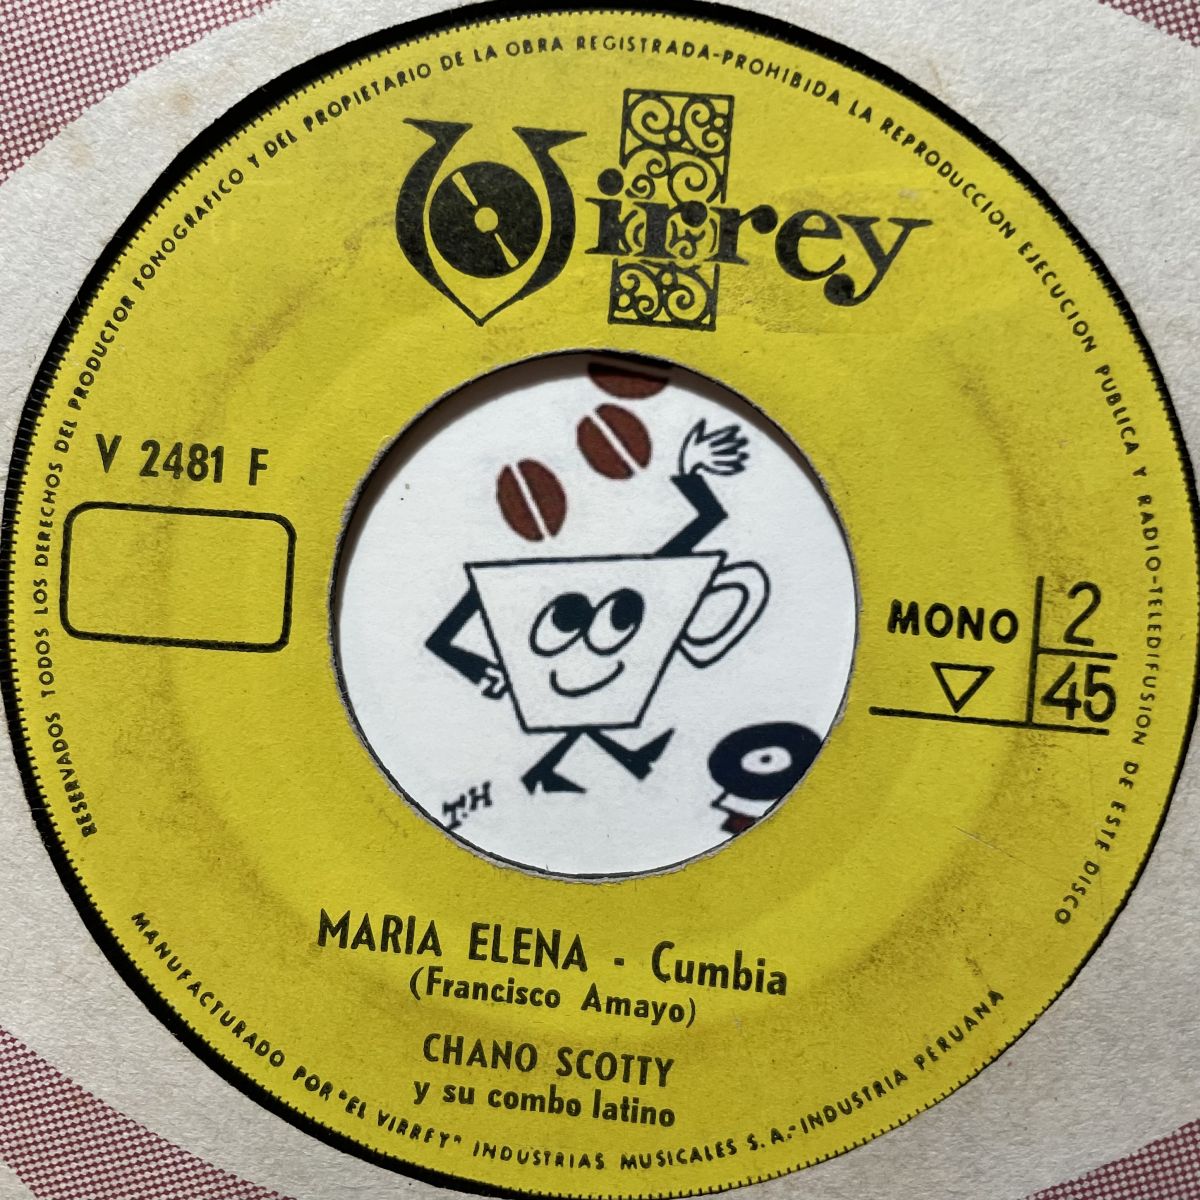 RESERVADOS TODOS LOS DERECHOS DEL PRODUCTOR FONOGRAFICO Y DEL PROPIETARIO DE LA OBRA REGISTRADA-PROHIBIDA LA REPRODUCCION EJECUCION PUBLICA Y RADIO-TELEDIFUSION DE ESTE DISCO
Virrey
V 2481 F
MONO 2
45
T.H
MARIA ELENA - Cumbia
(Francisco Amayo)
CHANO SCOTTY
y su combo latino
MANUFACTURADO POR "EL VIRREY" INDUSTRIAS MUSICALES S.A.-INDUSTRIA PERUANA